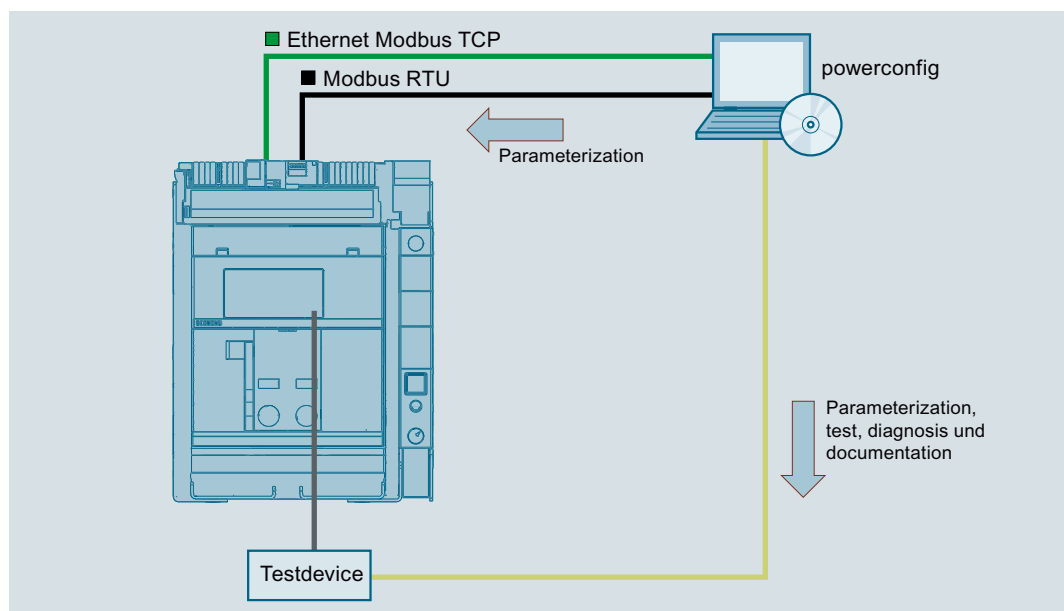 Ethernet Modbus TCP
Modbus RTU
powerconfig
Parameterization
Parameterization,
test, diagnosis und
documentation
Testdevice